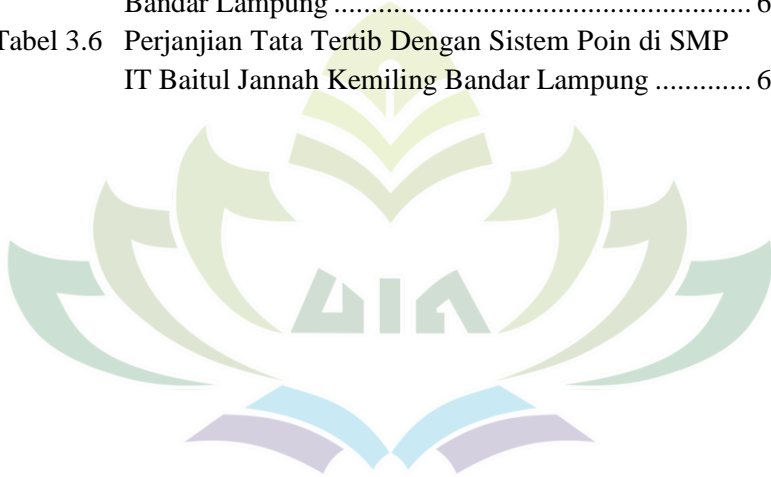 Bandar Lampung ....................................................... 6
Tabel 3.6 Perjanjian Tata Tertib Dengan Sistem Poin di SMP
IT Baitul Jannah Kemiling Bandar Lampung ............. 6
UIN